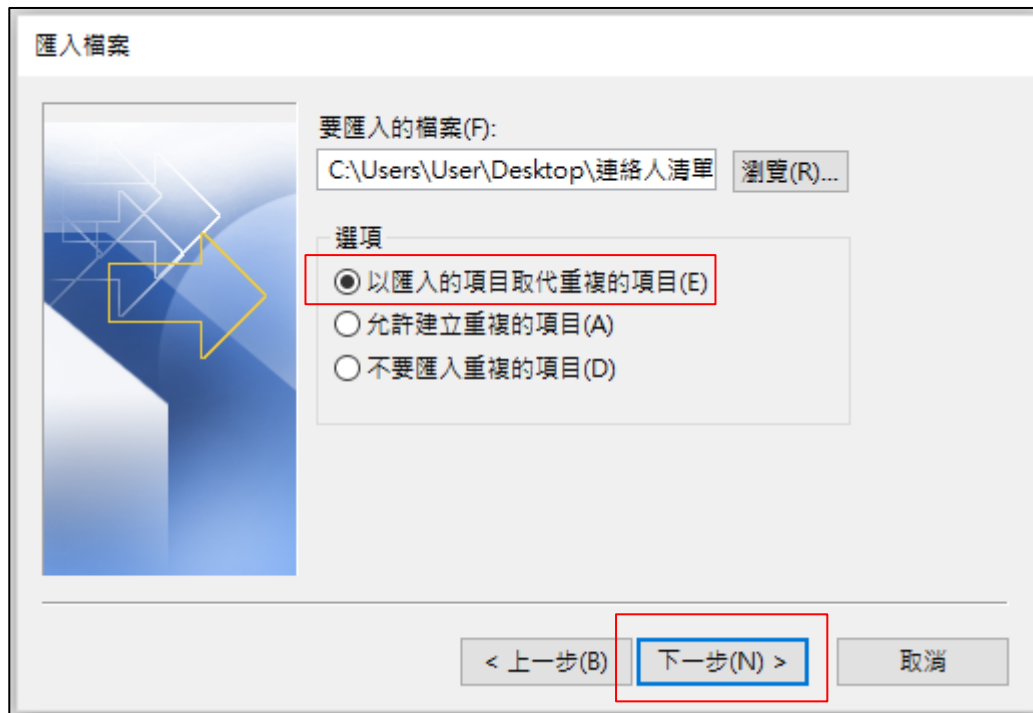 匯入檔案
要匯入的檔案(F):
C:\Users\User\Desktop\連絡人清單
瀏覽(R)...
選項
以匯入的項目取代重複的項目(E)
允許建立重複的項目(A)
不要匯入重複的項目(D)
< 上一步(B)
下一步(N) >
取消